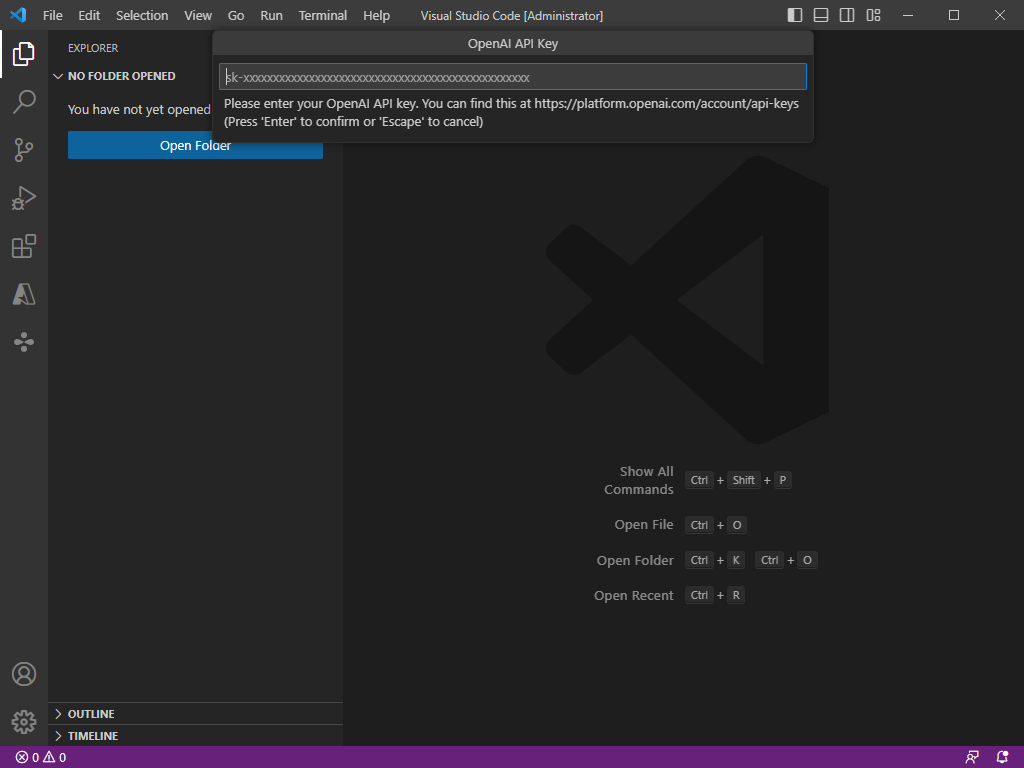 File Edit Selection View Go Run Terminal Help Visual Studio Code [Administrator]
OpenAI API Key
sk-xxxxxxxxxxxxxxxxxxxxxxxxxxxxxxxxxxxxxxxxxxxxxxxx
Please enter your OpenAI API key. You can find this at https://platform.openai.com/account/api-keys
(Press 'Enter' to confirm or 'Escape' to cancel)
EXPLORER
NO FOLDER OPENED
You have not yet opened
Open Folder
Show All
Commands Ctrl + Shift + P
Open File Ctrl + O
Open Folder Ctrl + K Ctrl + O
Open Recent Ctrl + R
OUTLINE
TIMELINE
0 0